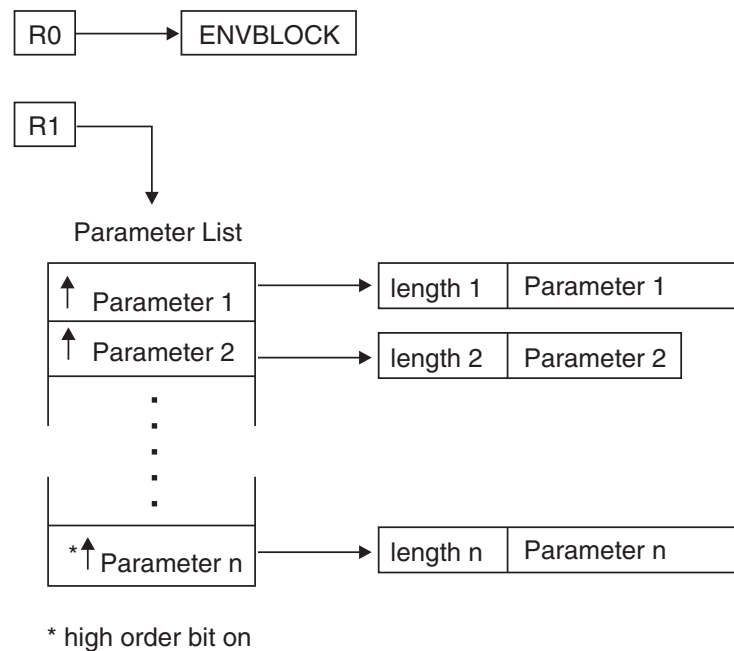 R0 ENVBLOCK
R1
Parameter List
↑ Parameter 1 length 1 Parameter 1
↑ Parameter 2 length 2 Parameter 2
*↑ Parameter n length n Parameter n
* high order bit on